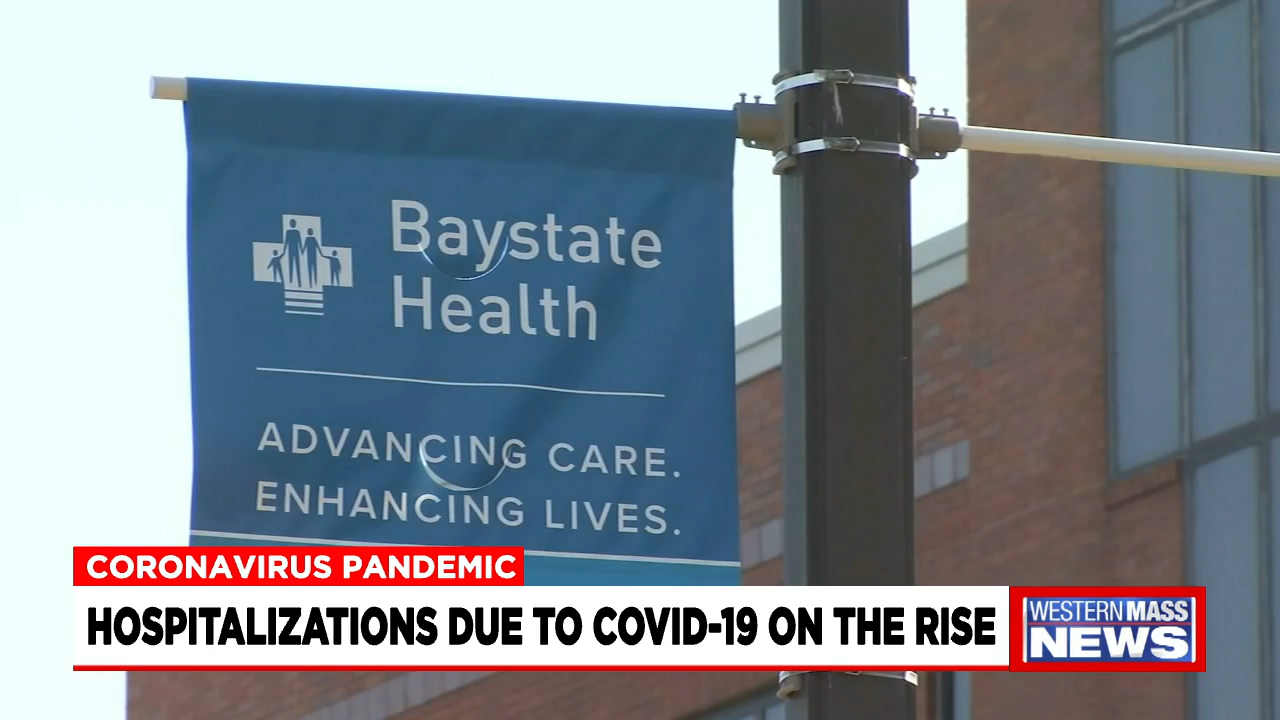 Baystate
Health
ADVANCING CARE.
ENHANCING LIVES.
CORONAVIRUS PANDEMIC
HOSPITALIZATIONS DUE TO COVID-19 ON THE RISE
WESTERN MASS
NEWS